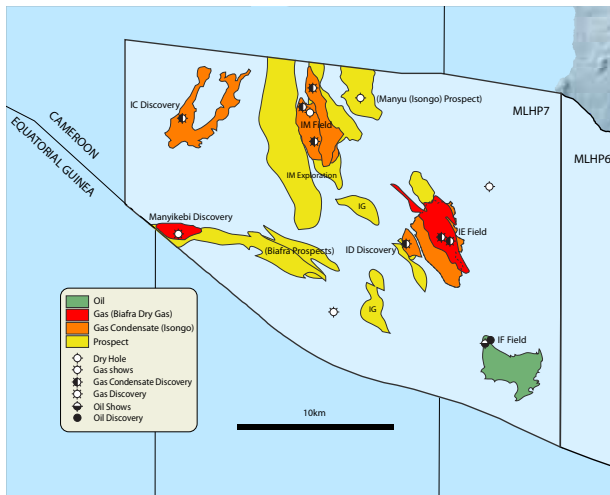 IC Discovery
(Manyu (Isongo) Prospect)
MLHP7
IM Field
CAMEROON
EQUATORIAL GUINEA
MLHP6
IM Exploration
IG
Manyikebi Discovery
IE Field
(Biafra Prospects)
ID Discovery
IG
IF Field
Oil
Gas (Biafra Dry Gas)
Gas Condensate (Isongo)
Prospect
Dry Hole
Gas shows
Gas Condensate Discovery
Gas Discovery
Oil Shows
Oil Discovery
10km